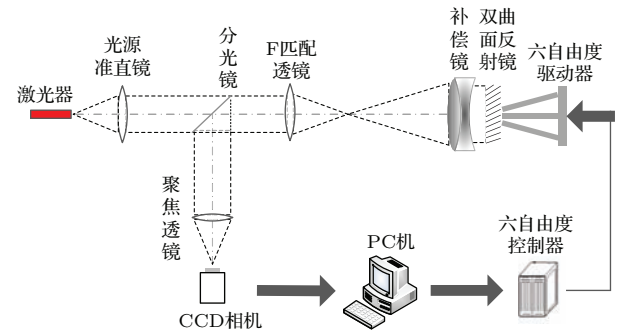 光源
准直镜
分
光
镜
F匹配
透镜
补
偿
镜
双曲
面反
射镜
六自由度
驱动器
激光器
聚
焦
透
镜
PC机
六自由度
控制器
CCD相机